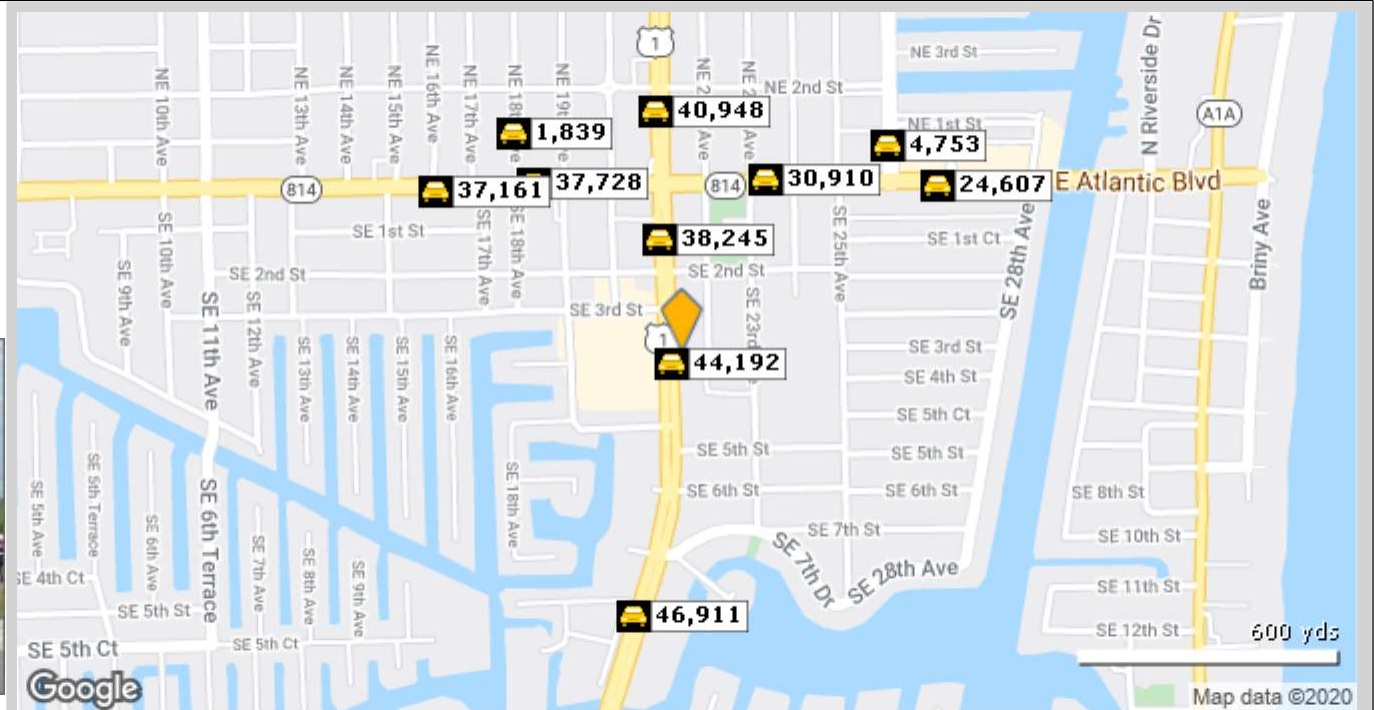 1
NE 3rd St
N Riverside Dr
NE 10th Ave
NE 13th Ave
NE 14th Ave
NE 15th Ave
NE 16th Ave
NE 17th Ave
NE 18th
NE 19th
NE 2nd St
A1A
40,948
1,839
NE 1st St
4,753
37,161
37,728
814
814
30,910
24,607
E Atlantic Blvd
SE 10th Ave
SE 17th Ave
SE 18th Ave
SE 1st St
38,245
SE 25th Ave
SE 1st Ct
SE 28th Ave
Briny Ave
SE 9th Ave
SE 2nd St
SE 2nd St
SE 11th Ave
SE 12th Ave
SE 3rd St
SE 23rd
1
SE 13th Ave
SE 14th Ave
SE 15th Ave
SE 16th Ave
SE 3rd St
44,192
SE 4th St
SE 5th Ct
SE 5th St
SE 5th St
SE 5th Ave
SE 5th Terrace
SE 6th Ave
SE 6th Terrace
SE 18th Ave
SE 6th St
SE 6th St
SE 8th St
SE 7th St
SE 10th St
SE 7th Ave
SE 8th Ave
SE 9th Ave
SE 7th Dr
SE 28th Ave
SE 4th Ct
SE 11th St
SE 5th St
46,911
SE 12th St
600 yds
SE 5th Ct
SE 5th Ct
Google
Map data ©2020